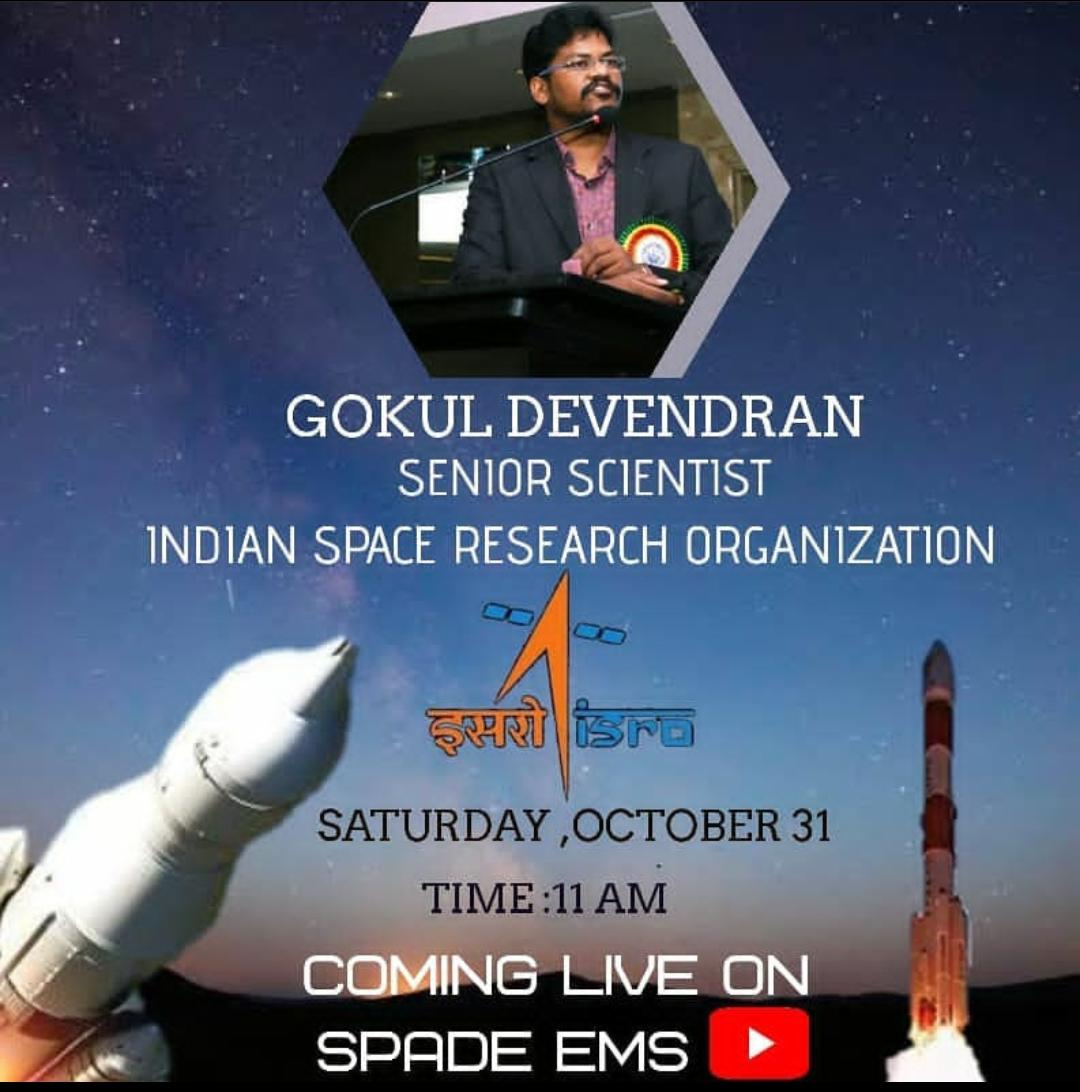 GOKUL DEVENDRAN
SENIOR SCIENTIST
INDIAN SPACE RESEARCH ORGANIZATION
इसरो isro
SATURDAY ,OCTOBER 31
TIME :11 AM
COMING LIVE ON
SPADE EMS